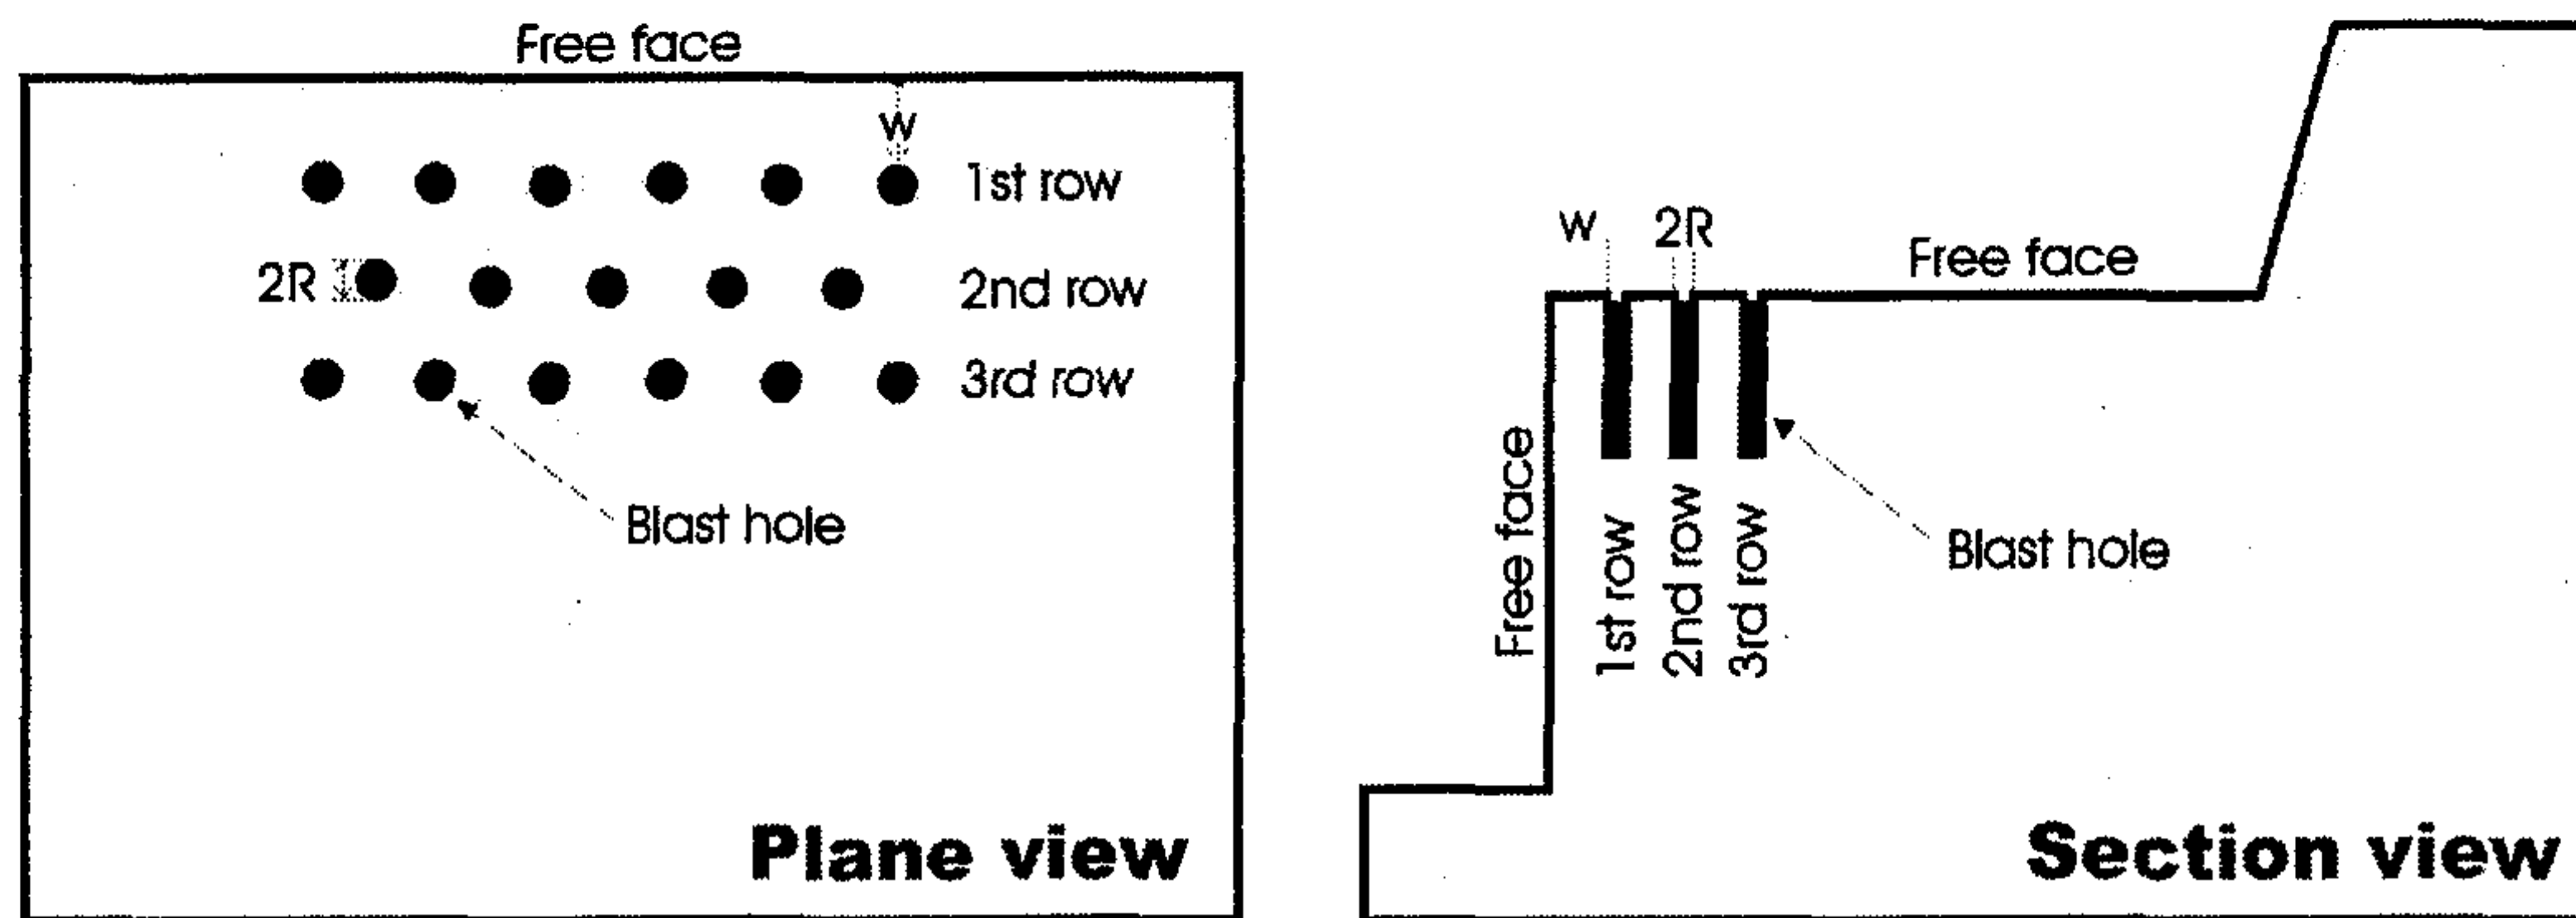 Free face
w
1st row
2R
2nd row
3rd row
Blast hole
Plane view
w
2R
Free face
Free face
1st row
2nd row
3rd row
Blast hole
Section view